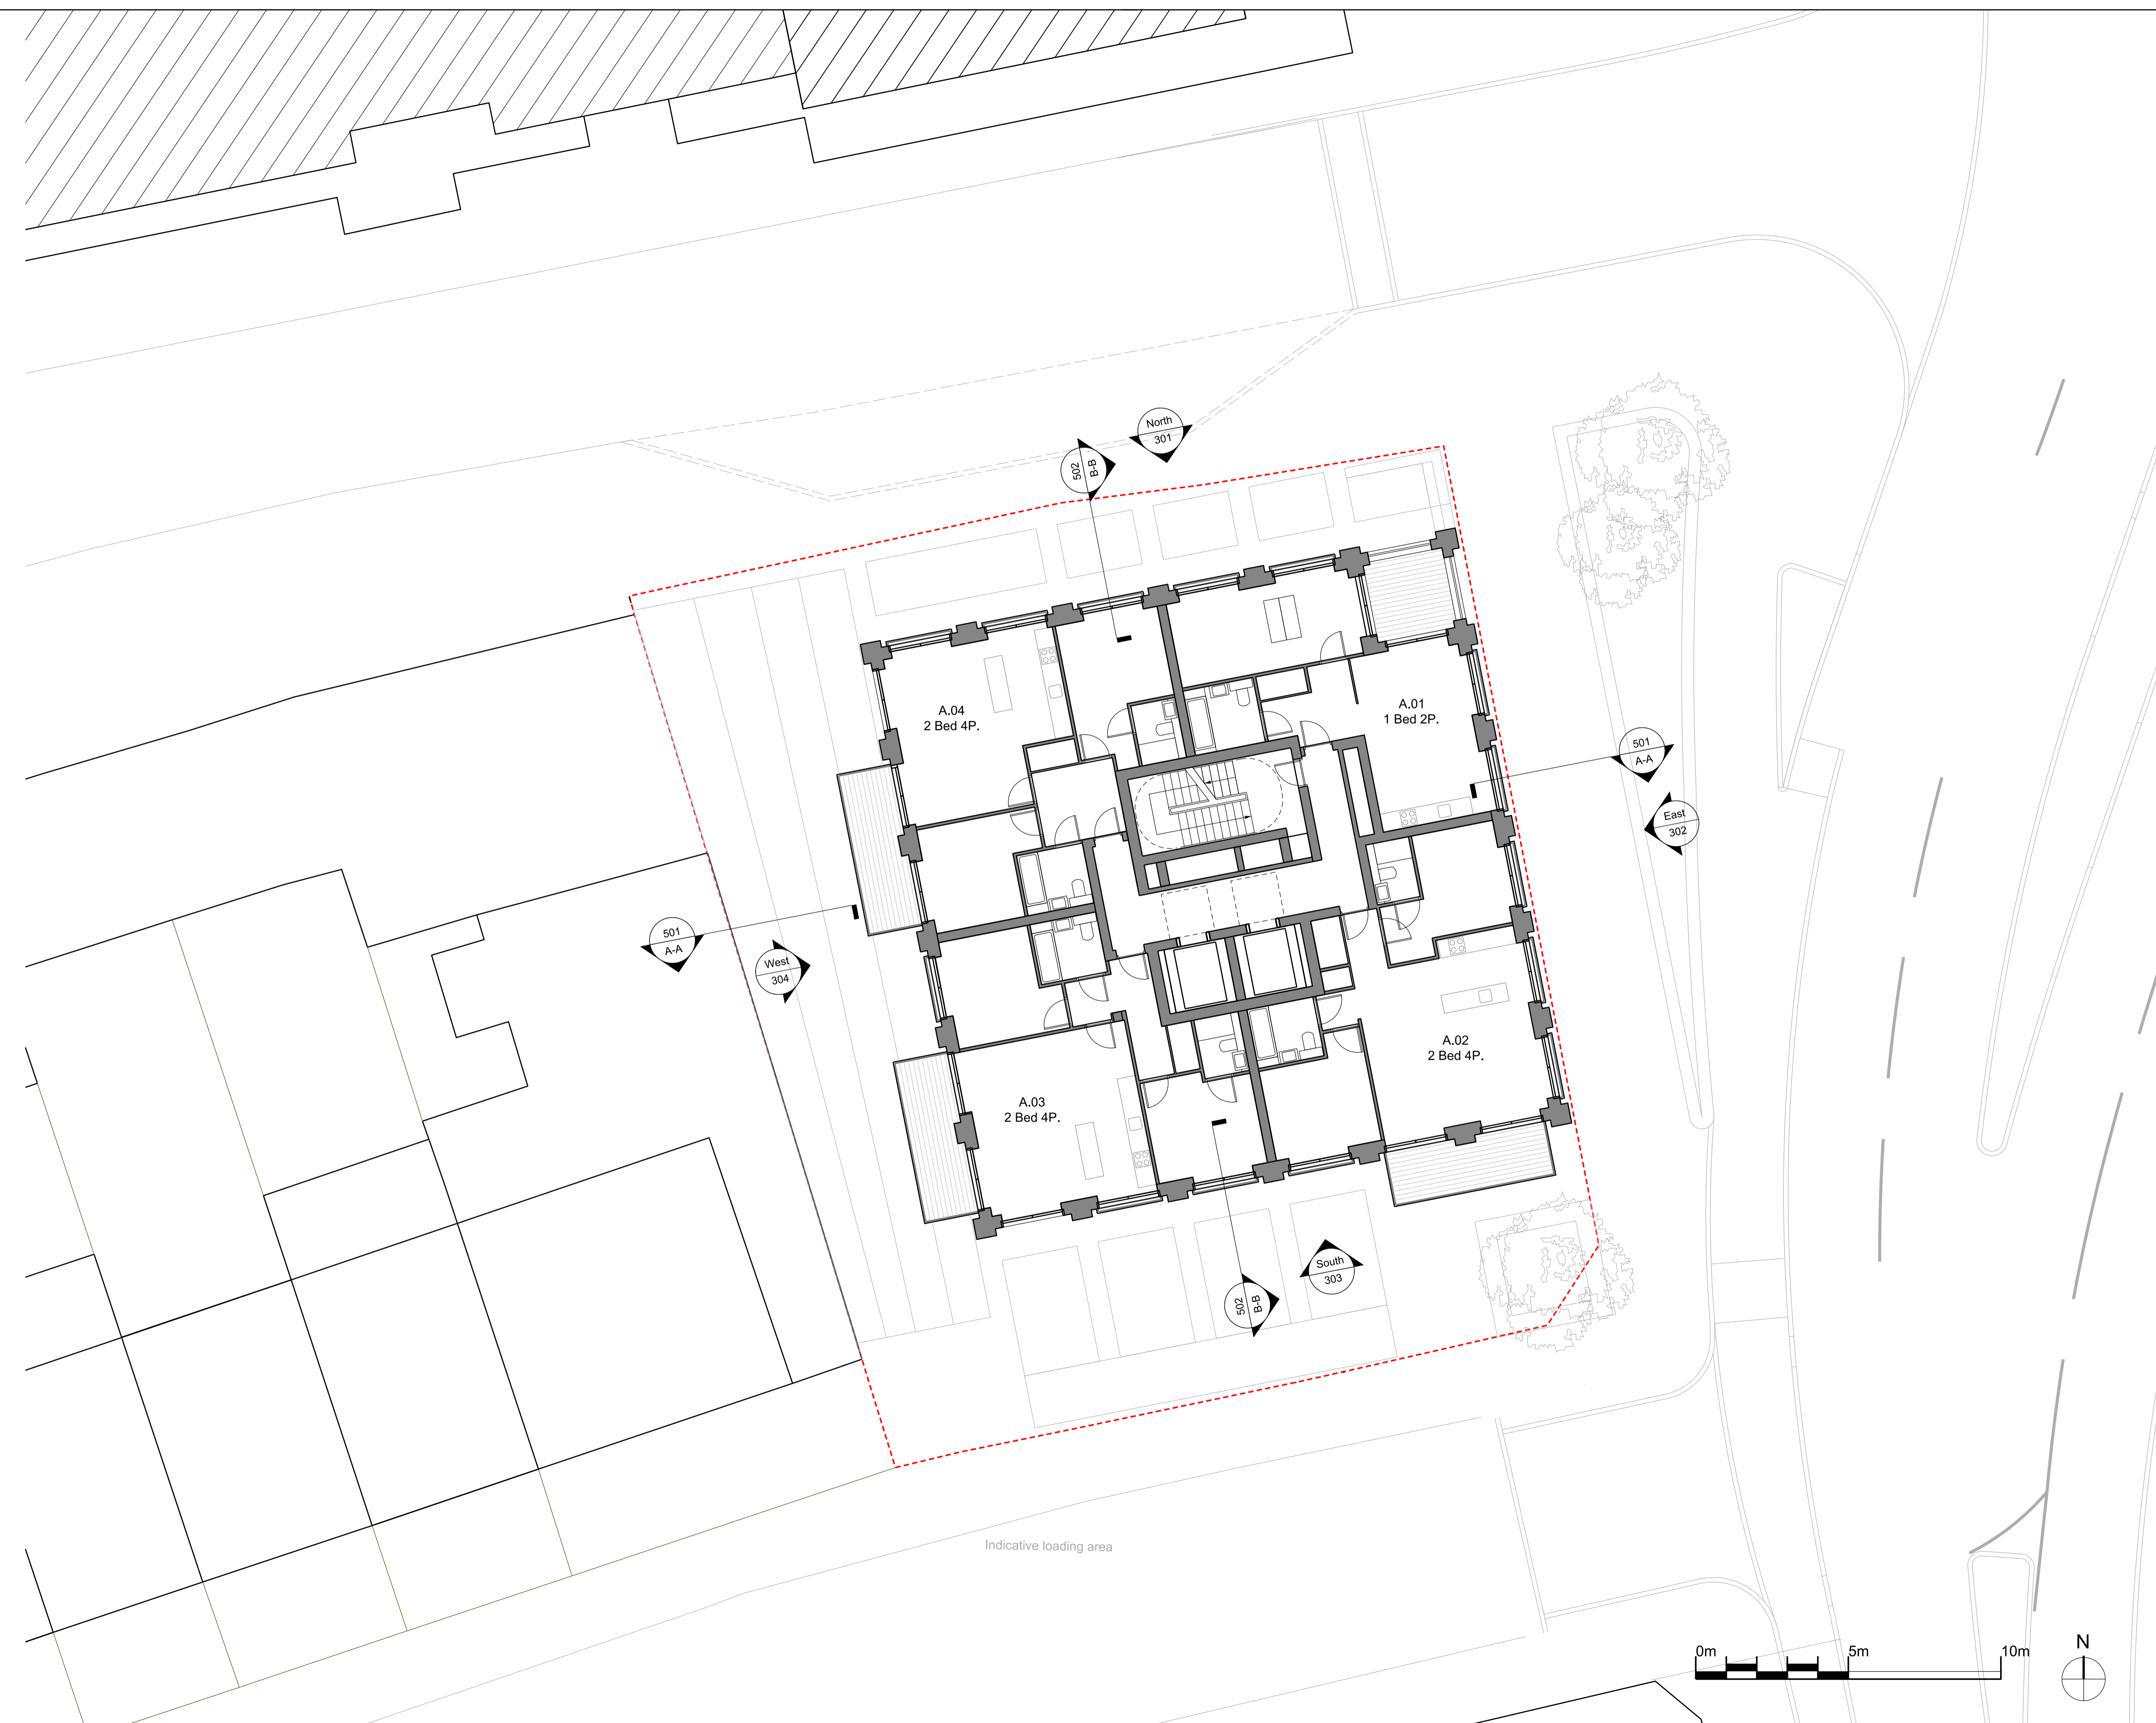 North
301
502
B-B
A.04
2 Bed 4P.
A.01
1 Bed 2P.
501
A-A
East
302
501
A-A
West
304
A.02
2 Bed 4P.
A.03
2 Bed 4P.
South
303
502
B-B
Indicative loading area
0m
5m
10m
N